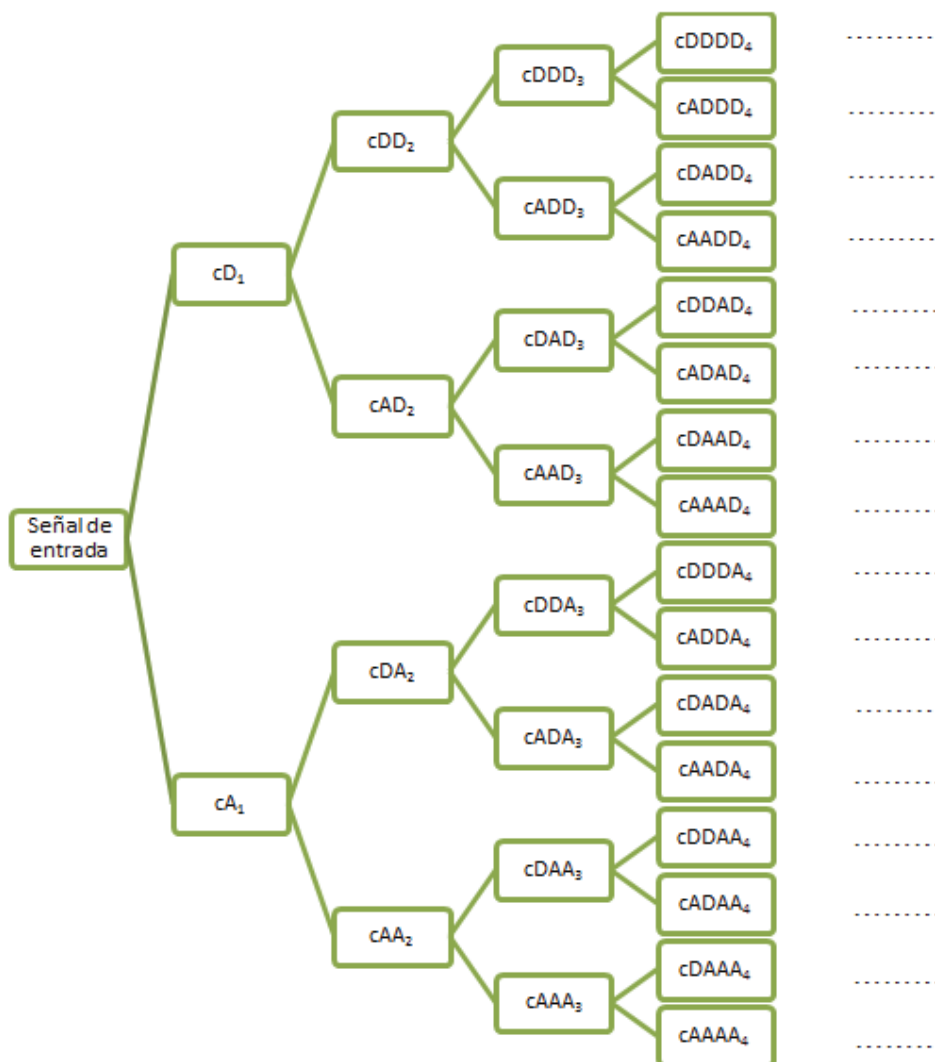 cDDDD₄
cDDD₃
cADDD₄
cDD₂
cDADD₄
cADD₃
cAADD₄
cD₁
cDDAD₄
cDAD₃
cADAD₄
cAD₂
cDAAD₄
cAAD₃
cAAAD₄
Señal de
entrada
cDDDA₄
cDDA₃
cADDA₄
cDA₂
cDADA₄
cADA₃
cAADA₄
cA₁
cDDAA₄
cDAA₃
cADAA₄
cAA₂
cDAAA₄
cAAA₃
cAAAA₄